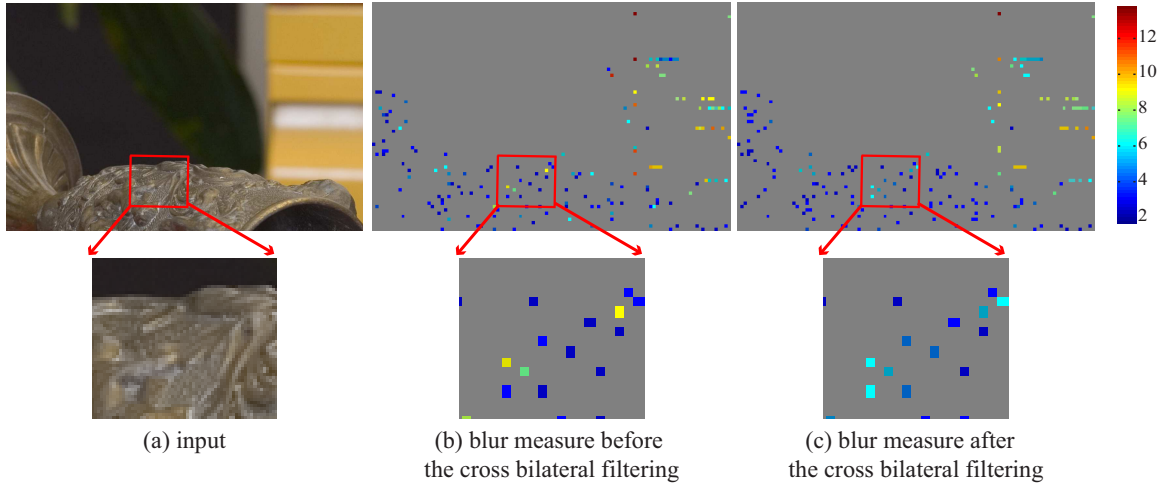 12
10
8
6
4
2
(a) input
(b) blur measure before
the cross bilateral filtering
(c) blur measure after
the cross bilateral filtering